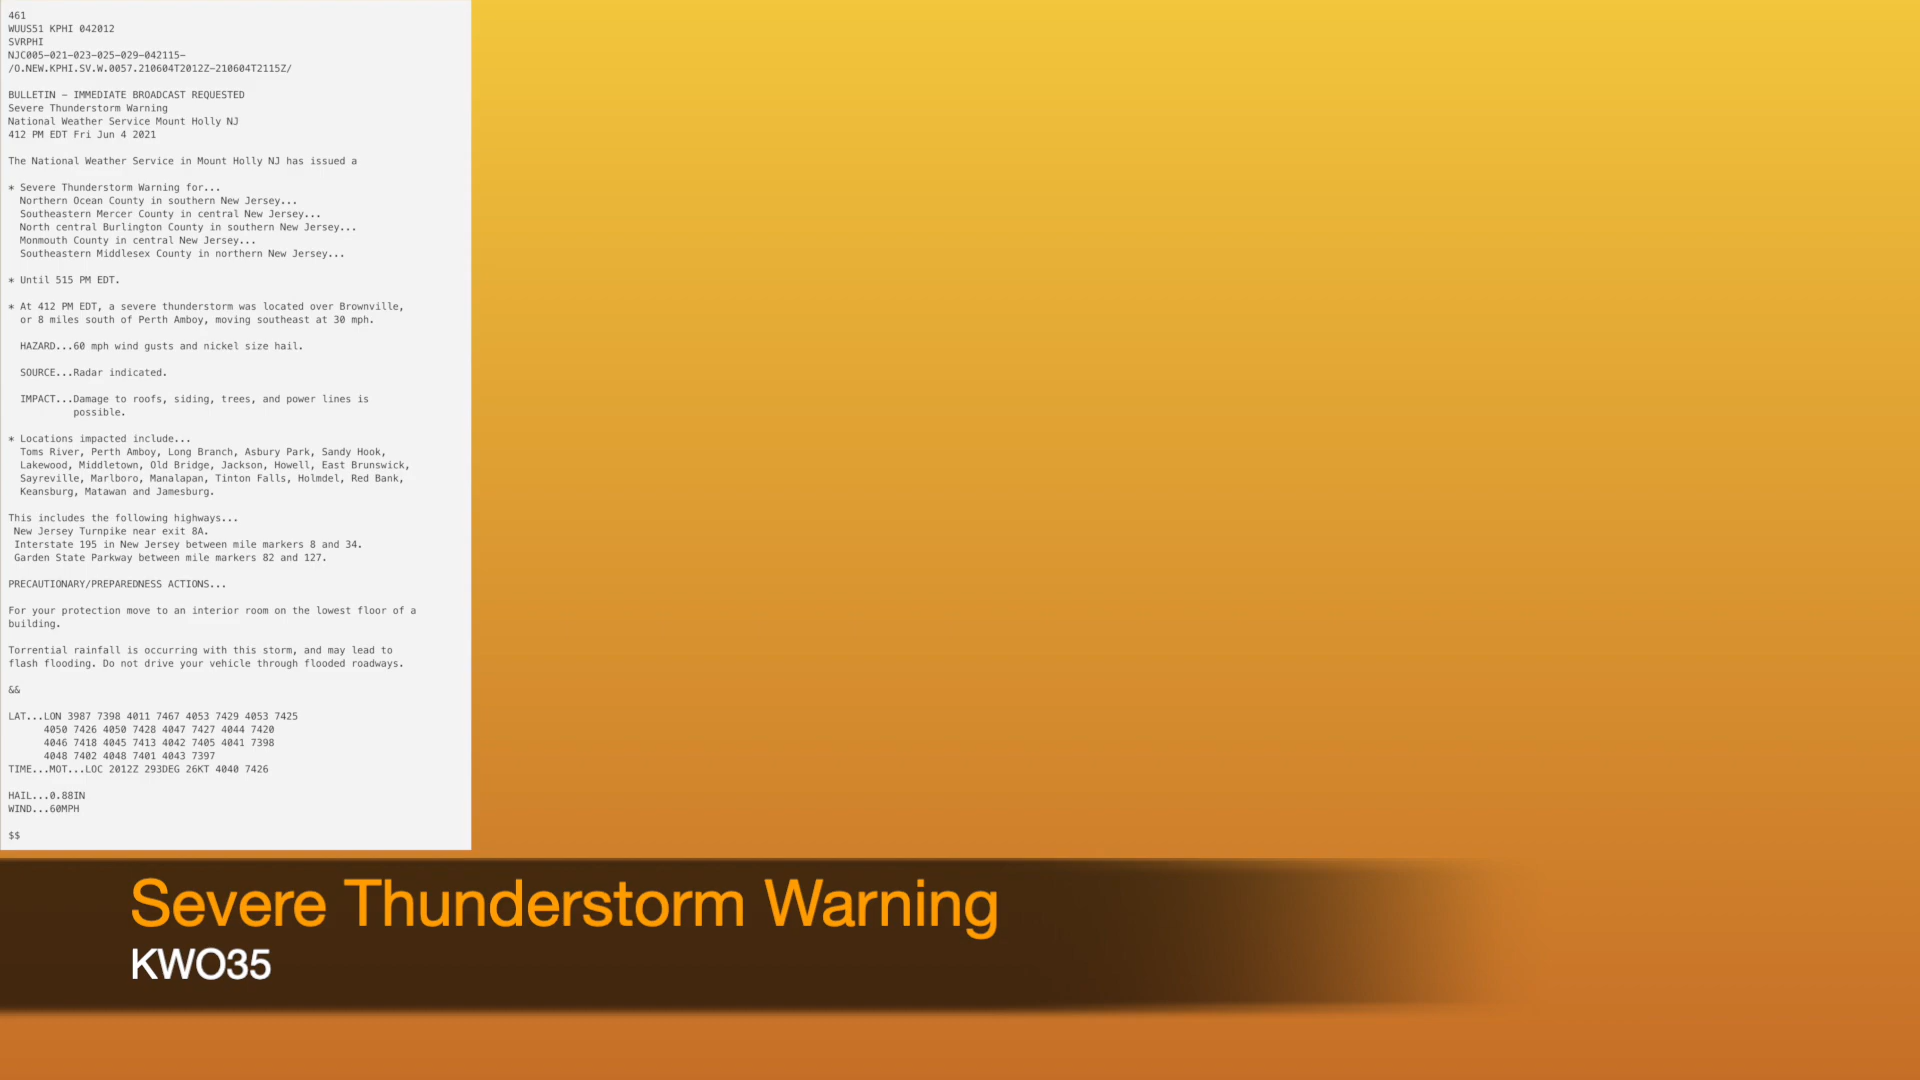 461
WUUS51 KPHI 042012
SVRPHI
NJC005-021-023-025-029-042115-
/O.NEW.KPHI.SV.W.0057.210604T2012Z-210604T2115Z/
BULLETIN - IMMEDIATE BROADCAST REQUESTED
Severe Thunderstorm Warning
National Weather Service Mount Holly NJ
412 PM EDT Fri Jun 4 2021
The National Weather Service in Mount Holly NJ has issued a
* Severe Thunderstorm Warning for...
Northern Ocean County in southern New Jersey...
Southeastern Mercer County in central New Jersey...
North central Burlington County in southern New Jersey...
Monmouth County in central New Jersey...
Southeastern Middlesex County in northern New Jersey...
* Until 515 PM EDT.
* At 412 PM EDT, a severe thunderstorm was located over Brownville,
or 8 miles south of Perth Amboy, moving southeast at 30 mph.
HAZARD...60 mph wind gusts and nickel size hail.
SOURCE...Radar indicated.
IMPACT...Damage to roofs, siding, trees, and power lines is
possible.
* Locations impacted include...
Toms River, Perth Amboy, Long Branch, Asbury Park, Sandy Hook,
Lakewood, Middletown, Old Bridge, Jackson, Howell, East Brunswick,
Sayreville, Marlboro, Manalapan, Tinton Falls, Holmdel, Red Bank,
Keansburg, Matawan and Jamesburg.
This includes the following highways...
New Jersey Turnpike near exit 8A.
Interstate 195 in New Jersey between mile markers 8 and 34.
Garden State Parkway between mile markers 82 and 127.
PRECAUTIONARY/PREPAREDNESS ACTIONS...
For your protection move to an interior room on the lowest floor of a
building.
Torrential rainfall is occurring with this storm, and may lead to
flash flooding. Do not drive your vehicle through flooded roadways.
&&
LAT...LON 3987 7398 4011 7467 4053 7429 4053 7425
4050 7426 4050 7428 4047 7427 4044 7420
4046 7418 4045 7413 4042 7405 4041 7398
4048 7402 4048 7401 4043 7397
TIME...MOT...LOC 2012Z 293DEG 26KT 4040 7426
HAIL...0.88IN
WIND...60MPH
$$
Severe Thunderstorm Warning
KWO35